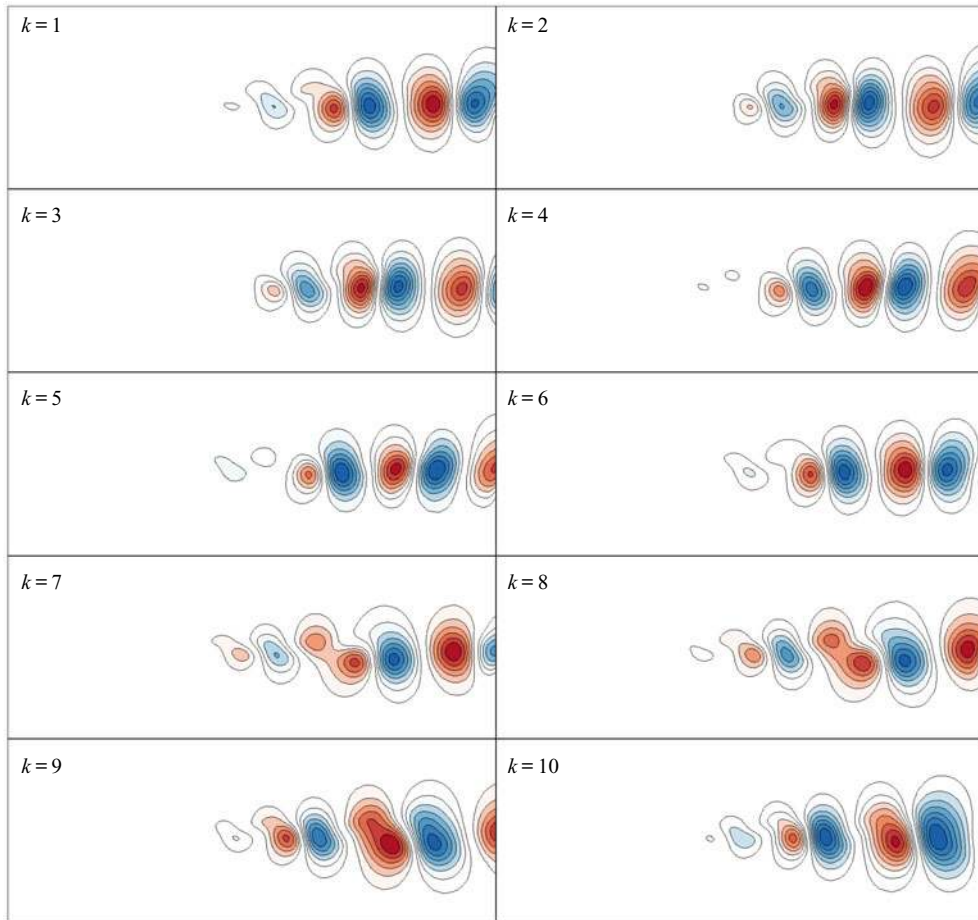 k = 1
k = 2
k = 3
k = 4
k = 5
k = 6
k = 7
k = 8
k = 9
k = 10